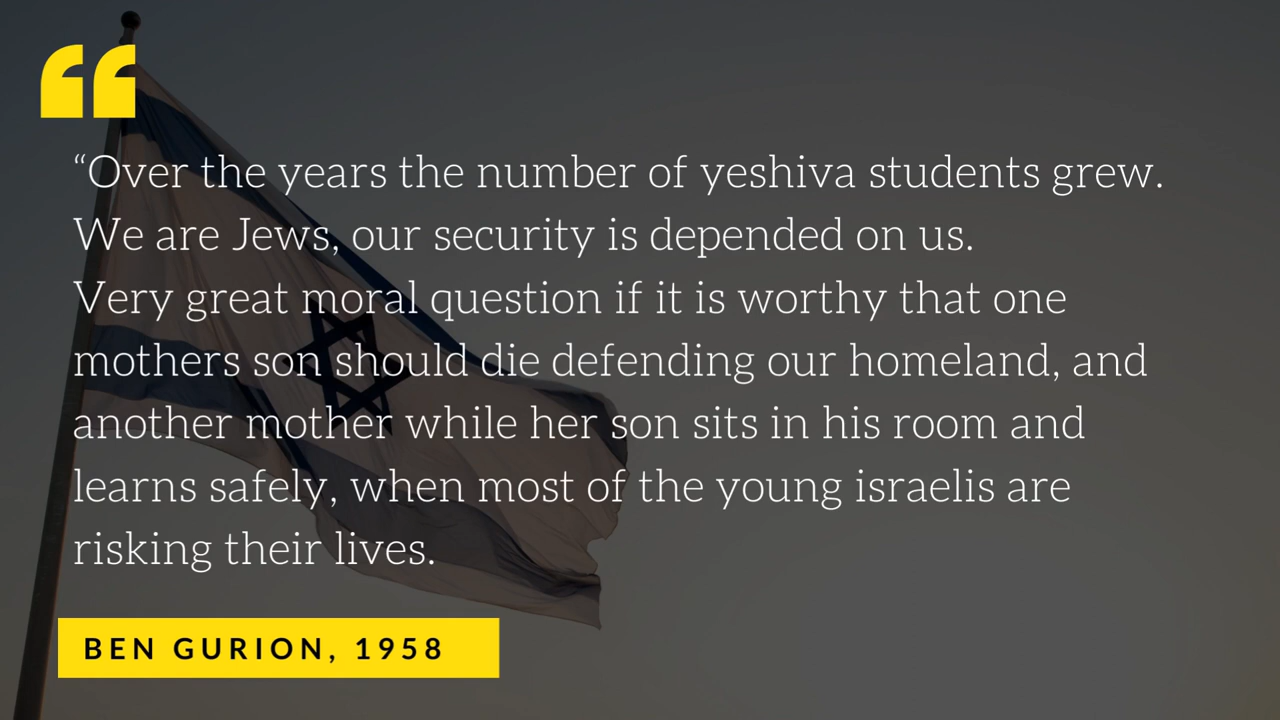 “Over the years the number of yeshiva students grew.
We are Jews, our security is depended on us.
Very great moral question if it is worthy that one
mothers son should die defending our homeland, and
another mother while her son sits in his room and
learns safely, when most of the young israelis are
risking their lives.
BEN GURION, 1958